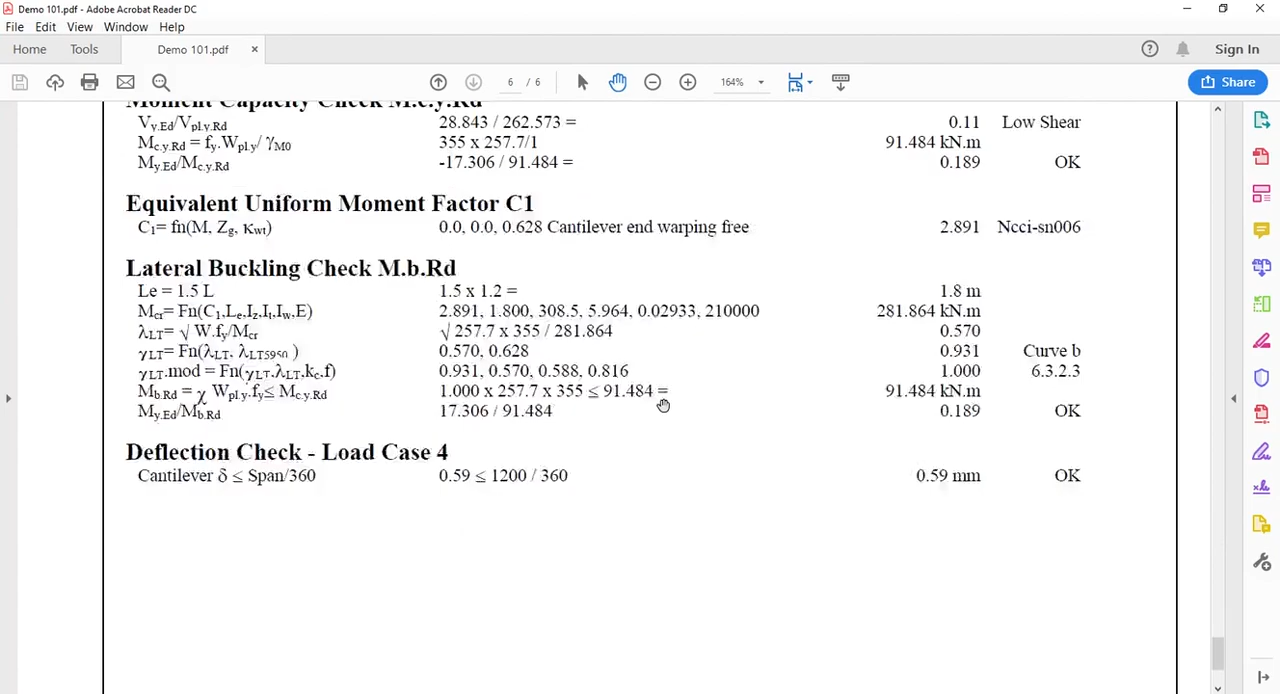 Demo 101.pdf - Adobe Acrobat Reader DC
File Edit View Window Help
Home Tools Demo 101.pdf × Sign In
6 / 6 164% Share
Moment Capacity Check M.c.y.Rd
Vy.Ed/Vpl.y.Rd 28.843 / 262.573 = 0.11 Low Shear
Mc.y.Rd = fy.Wpl.y/ γM0 355 x 257.7/1 91.484 kN.m
My.Ed/Mc.y.Rd -17.306 / 91.484 = 0.189 OK
Equivalent Uniform Moment Factor C1
C1= fn(M, Zg, Kwt) 0.0, 0.0, 0.628 Cantilever end warping free 2.891 Ncci-sn006
Lateral Buckling Check M.b.Rd
Le = 1.5 L 1.5 x 1.2 = 1.8 m
Mcr= Fn(C1,Le,Iz,It,Iw,E) 2.891, 1.800, 308.5, 5.964, 0.02933, 210000 281.864 kN.m
λLT= √ W.fy/Mcr √ 257.7 x 355 / 281.864 0.570
γLT= Fn(λLT, λLT5950 ) 0.570, 0.628 0.931 Curve b
γLT.mod = Fn(γLT,λLT,kc,f) 0.931, 0.570, 0.588, 0.816 1.000 6.3.2.3
Mb.Rd = χ Wpl.y.fy≤ Mc.y.Rd 1.000 x 257.7 x 355 ≤ 91.484 = 91.484 kN.m
My.Ed/Mb.Rd 17.306 / 91.484 0.189 OK
Deflection Check - Load Case 4
Cantilever δ ≤ Span/360 0.59 ≤ 1200 / 360 0.59 mm OK